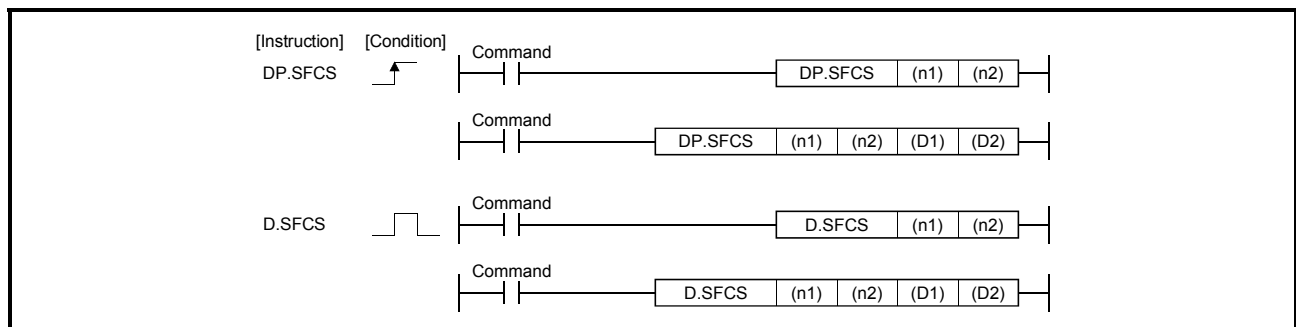 [Instruction] [Condition]
Command
DP.SFCS DP.SFCS (n1) (n2)
Command
DP.SFCS (n1) (n2) (D1) (D2)
Command
D.SFCS D.SFCS (n1) (n2)
Command
D.SFCS (n1) (n2) (D1) (D2)